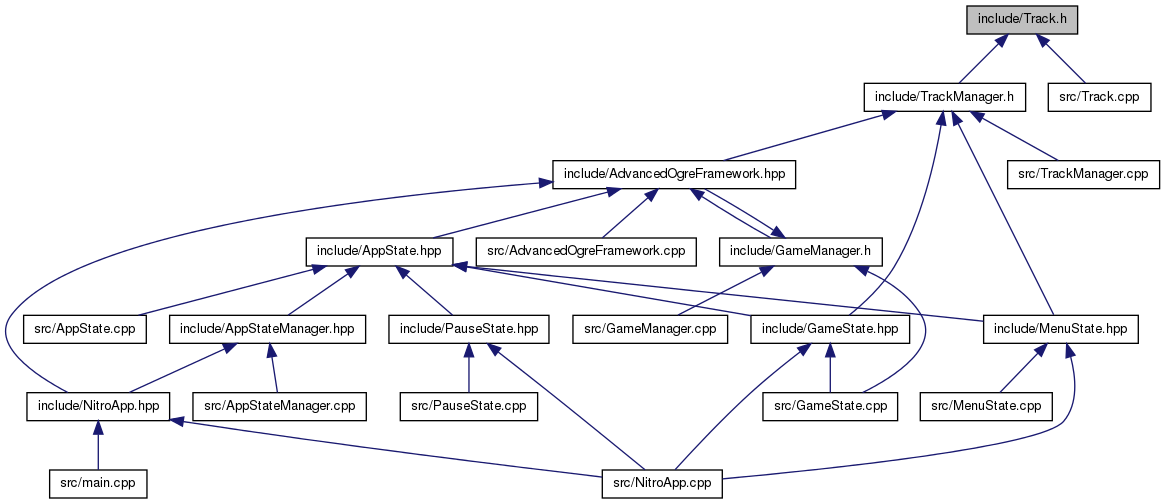 include/Track.h
include/TrackManager.h
src/Track.cpp
include/AdvancedOgreFramework.hpp
src/TrackManager.cpp
include/AppState.hpp
src/AdvancedOgreFramework.cpp
include/GameManager.h
src/AppState.cpp
include/AppStateManager.hpp
include/PauseState.hpp
src/GameManager.cpp
include/GameState.hpp
include/MenuState.hpp
include/NitroApp.hpp
src/AppStateManager.cpp
src/PauseState.cpp
src/GameState.cpp
src/MenuState.cpp
src/main.cpp
src/NitroApp.cpp